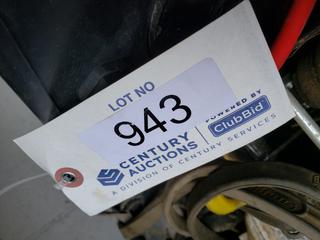 LOT NO
943
CENTURY
AUCTIONS
A DIVISION OF CENTURY SERVICES
POWERED BY
ClubBid